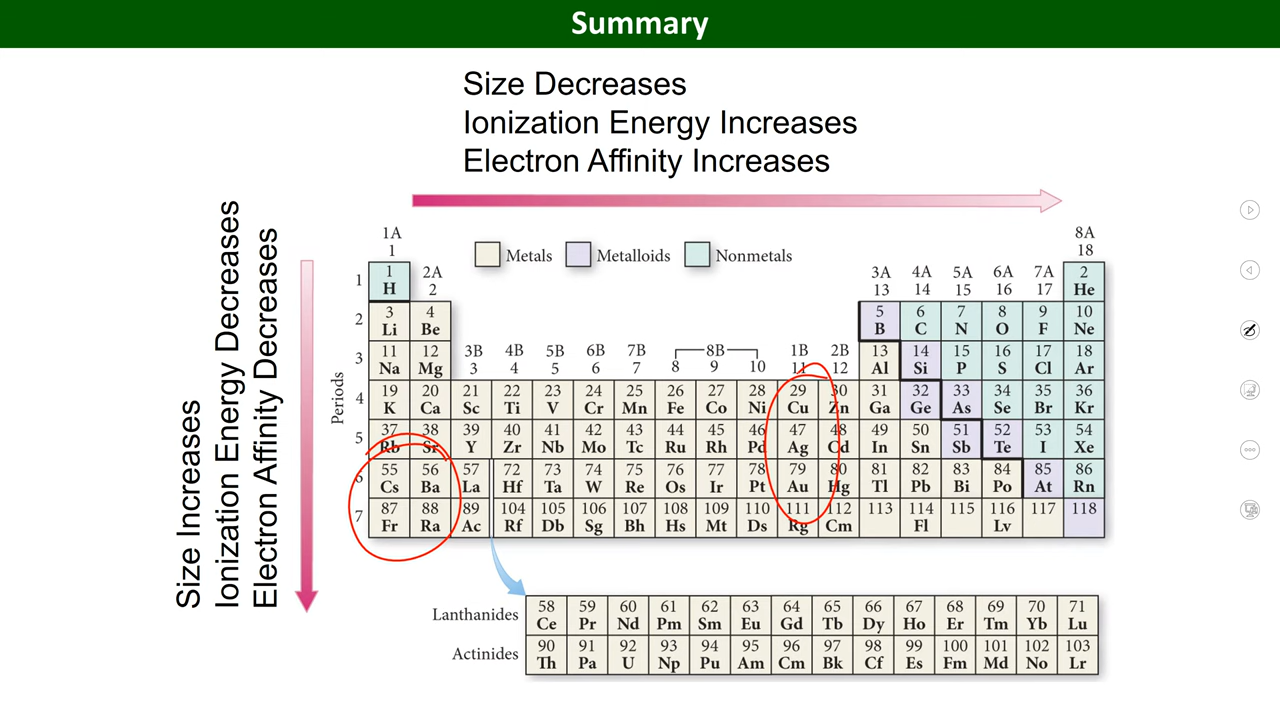 Summary
Size Decreases
Ionization Energy Increases
Electron Affinity Increases
Size Increases
Ionization Energy Decreases
Electron Affinity Decreases
Metals Metalloids Nonmetals
1A 8A
1 18
2A 3A 4A 5A 6A 7A
2 13 14 15 16 17
3B 4B 5B 6B 7B 8B 1B 2B
3 4 5 6 7 8 9 10 11 12
Periods
1 1 2
H He
2 3 4 5 6 7 8 9 10
Li Be B C N O F Ne
3 11 12 13 14 15 16 17 18
Na Mg Al Si P S Cl Ar
4 19 20 21 22 23 24 25 26 27 28 29 30 31 32 33 34 35 36
K Ca Sc Ti V Cr Mn Fe Co Ni Cu Zn Ga Ge As Se Br Kr
5 37 38 39 40 41 42 43 44 45 46 47 48 49 50 51 52 53 54
Rb Sr Y Zr Nb Mo Tc Ru Rh Pd Ag Cd In Sn Sb Te I Xe
6 55 56 57 72 73 74 75 76 77 78 79 80 81 82 83 84 85 86
Cs Ba La Hf Ta W Re Os Ir Pt Au Hg Tl Pb Bi Po At Rn
7 87 88 89 104 105 106 107 108 109 110 111 112 113 114 115 116 117 118
Fr Ra Ac Rf Db Sg Bh Hs Mt Ds Rg Cm Fl Lv
Lanthanides
58 59 60 61 62 63 64 65 66 67 68 69 70 71
Ce Pr Nd Pm Sm Eu Gd Tb Dy Ho Er Tm Yb Lu
Actinides
90 91 92 93 94 95 96 97 98 99 100 101 102 103
Th Pa U Np Pu Am Cm Bk Cf Es Fm Md No Lr